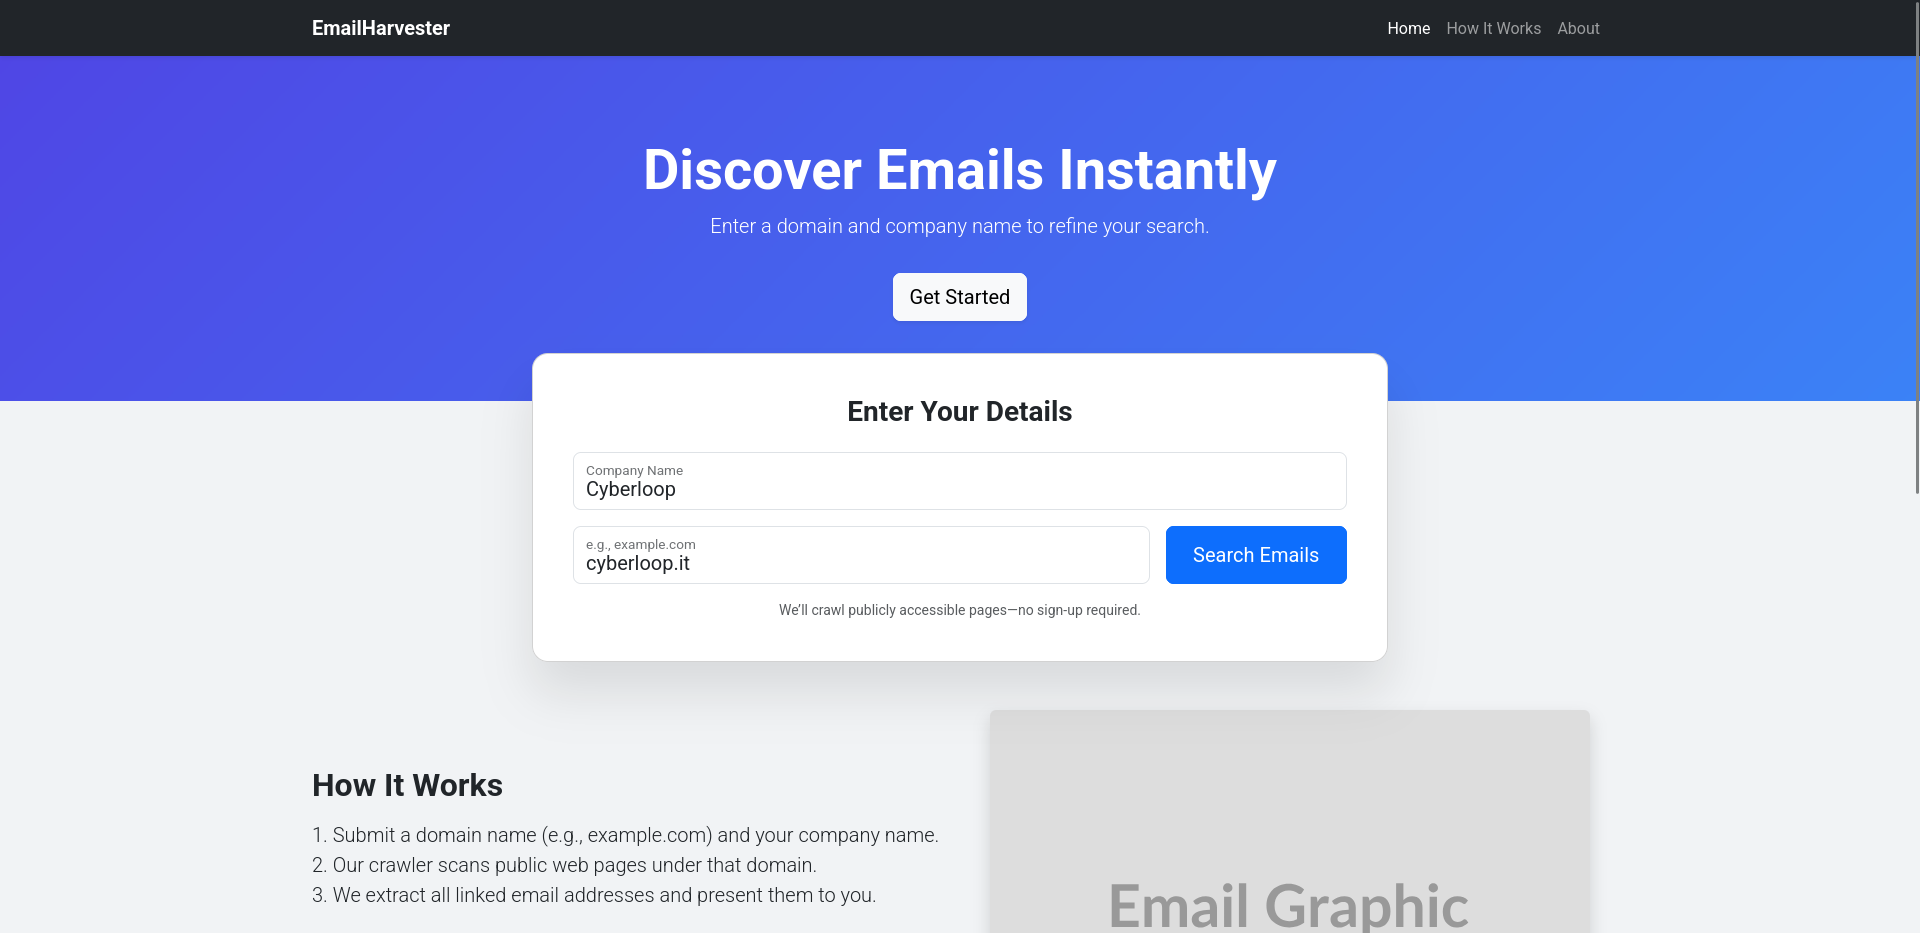 EmailHarvester
Home How It Works About
Discover Emails Instantly
Enter a domain and company name to refine your search.
Get Started
Enter Your Details
Company Name
Cyberloop
e.g., example.com
cyberloop.it
Search Emails
We’ll crawl publicly accessible pages—no sign-up required.
How It Works
1. Submit a domain name (e.g., example.com) and your company name.
2. Our crawler scans public web pages under that domain.
3. We extract all linked email addresses and present them to you.
Email Graphic